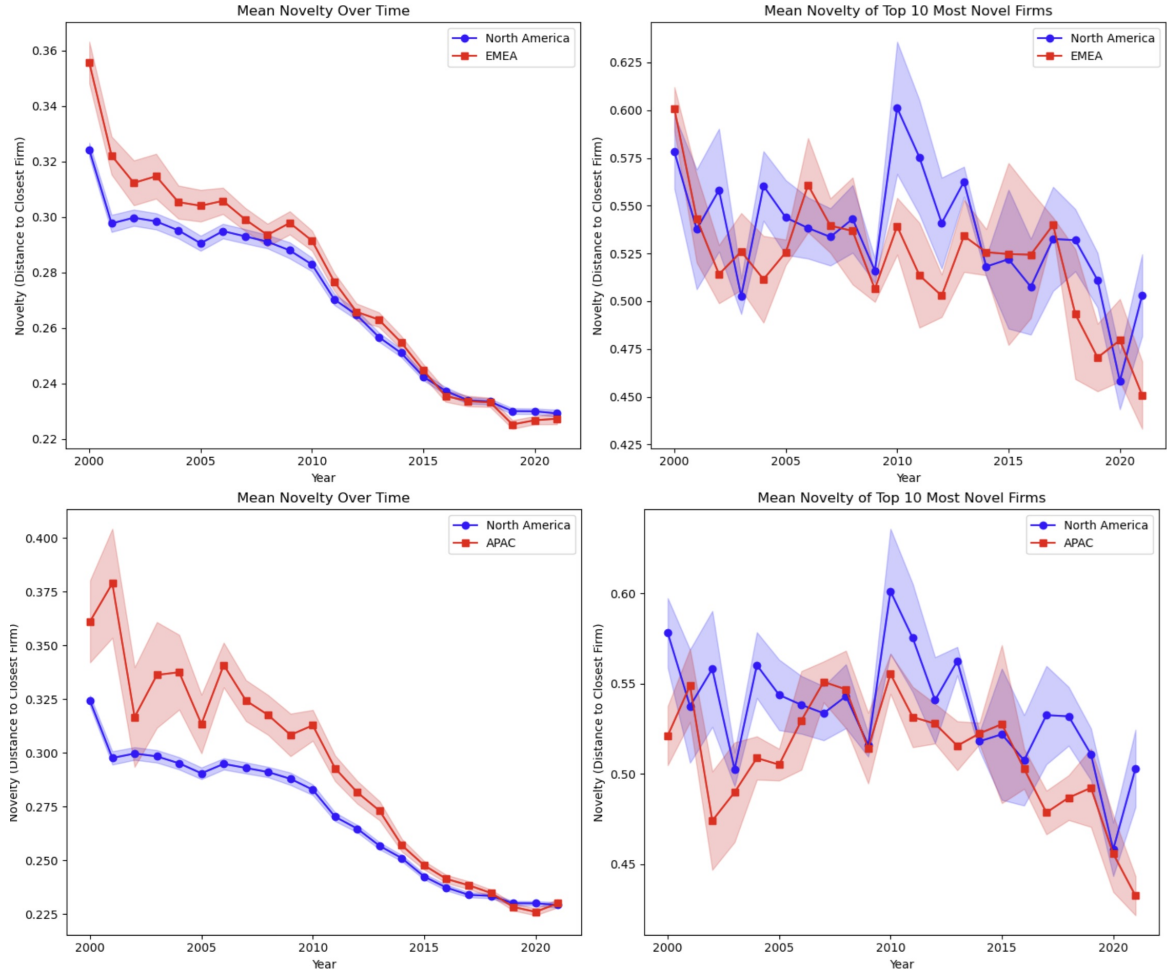 Mean Novelty Over Time
North America
EMEA
Novelty (Distance to Closest Firm)
0.36
0.34
0.32
0.30
0.28
0.26
0.24
0.22
2000
2005
2010
2015
2020
Year
Mean Novelty of Top 10 Most Novel Firms
North America
EMEA
Novelty (Distance to Closest Firm)
0.625
0.600
0.575
0.550
0.525
0.500
0.475
0.450
0.425
2000
2005
2010
2015
2020
Year
Mean Novelty Over Time
North America
APAC
Novelty (Distance to Closest Firm)
0.400
0.375
0.350
0.325
0.300
0.275
0.250
0.225
2000
2005
2010
2015
2020
Year
Mean Novelty of Top 10 Most Novel Firms
North America
APAC
Novelty (Distance to Closest Firm)
0.60
0.55
0.50
0.45
2000
2005
2010
2015
2020
Year